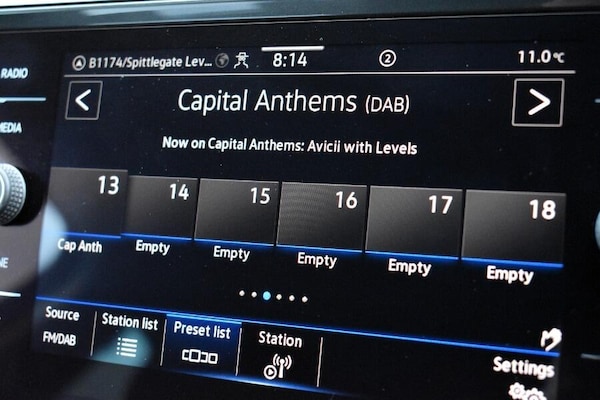 RADIO
MEDIA
B1174/Spittlegate Lev... 8:14 2 11.0°C
<
Capital Anthems (DAB)
>
Now on Capital Anthems: Avicii with Levels
13 14 15 16 17 18
Cap Anth Empty Empty Empty Empty Empty
Source
FM/DAB
Station list
Preset list
Station
Settings